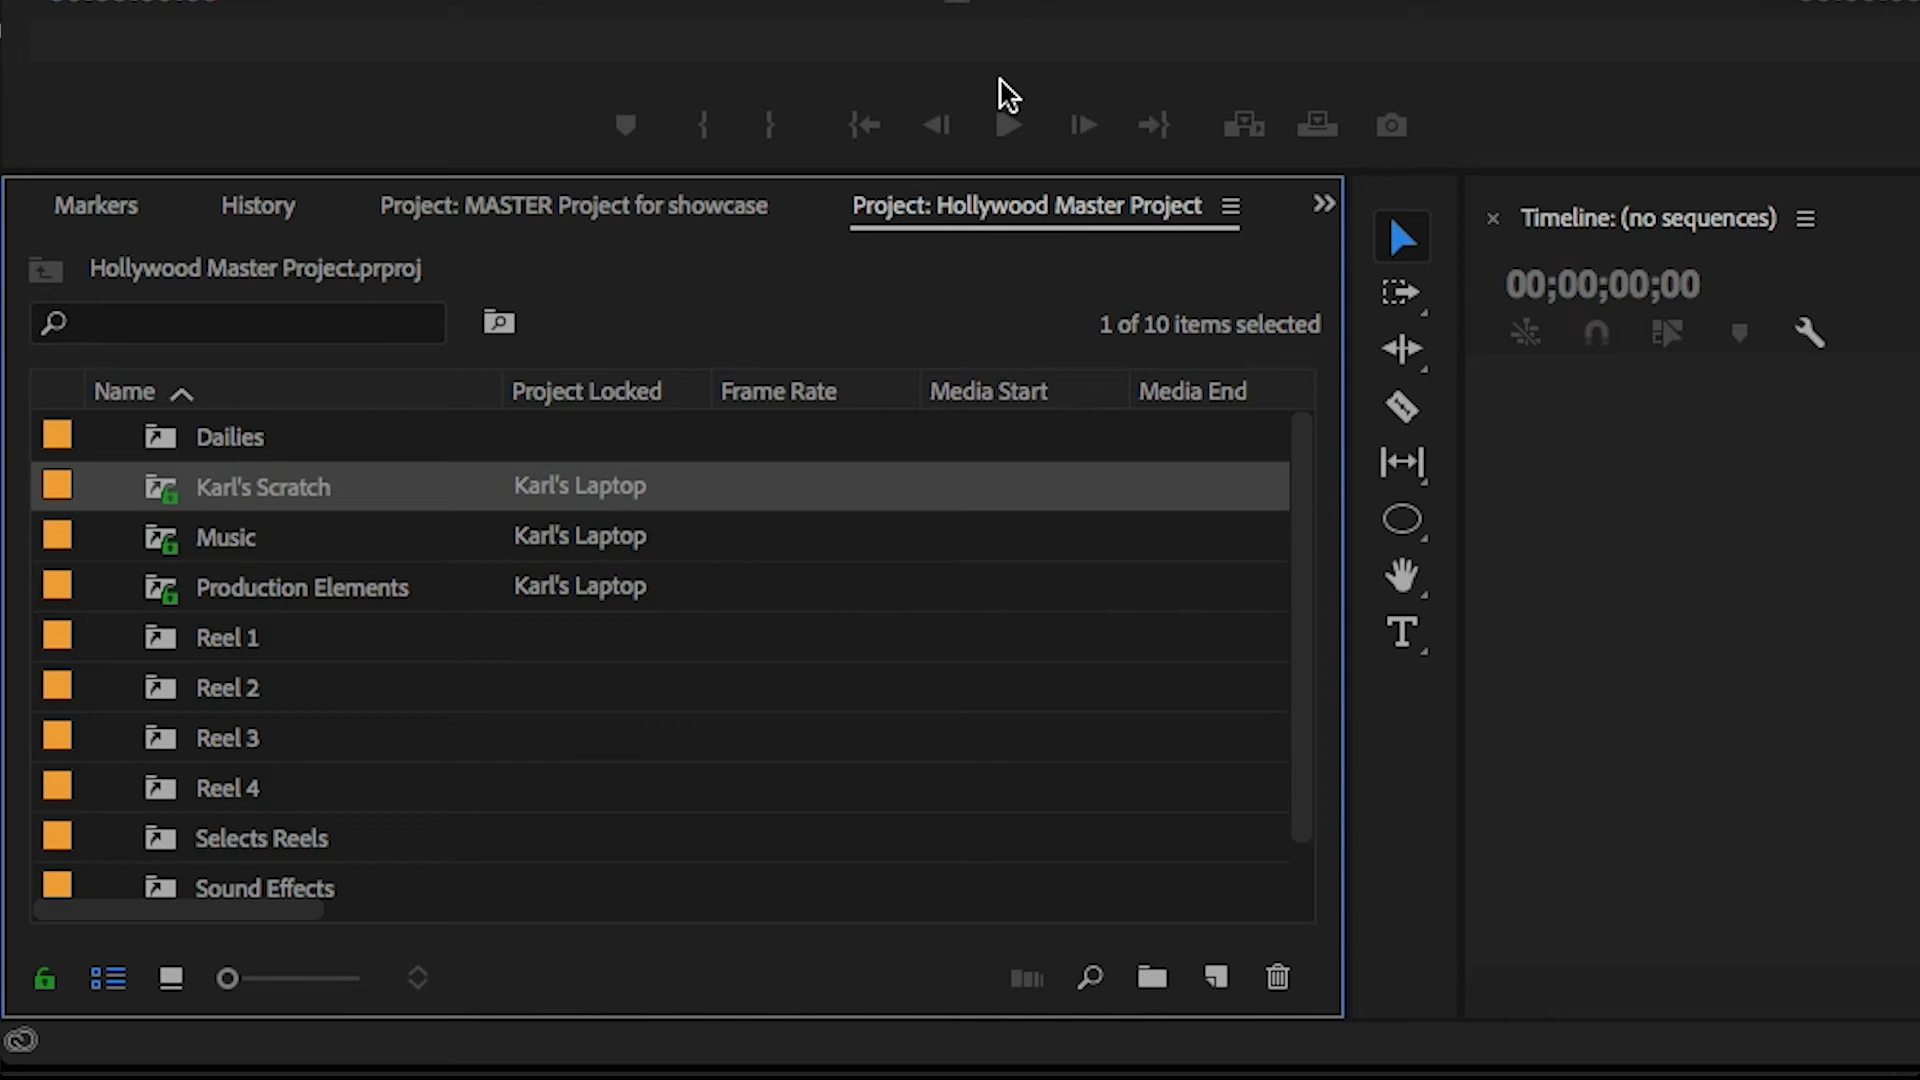 Markers History Project: MASTER Project for showcase Project: Hollywood Master Project
Timeline: (no sequences)
Hollywood Master Project.prproj
00;00;00;00
1 of 10 items selected
Name Project Locked Frame Rate Media Start Media End
Dailies
Karl's Scratch Karl's Laptop
Music Karl's Laptop
Production Elements Karl's Laptop
Reel 1
Reel 2
Reel 3
Reel 4
Selects Reels
Sound Effects